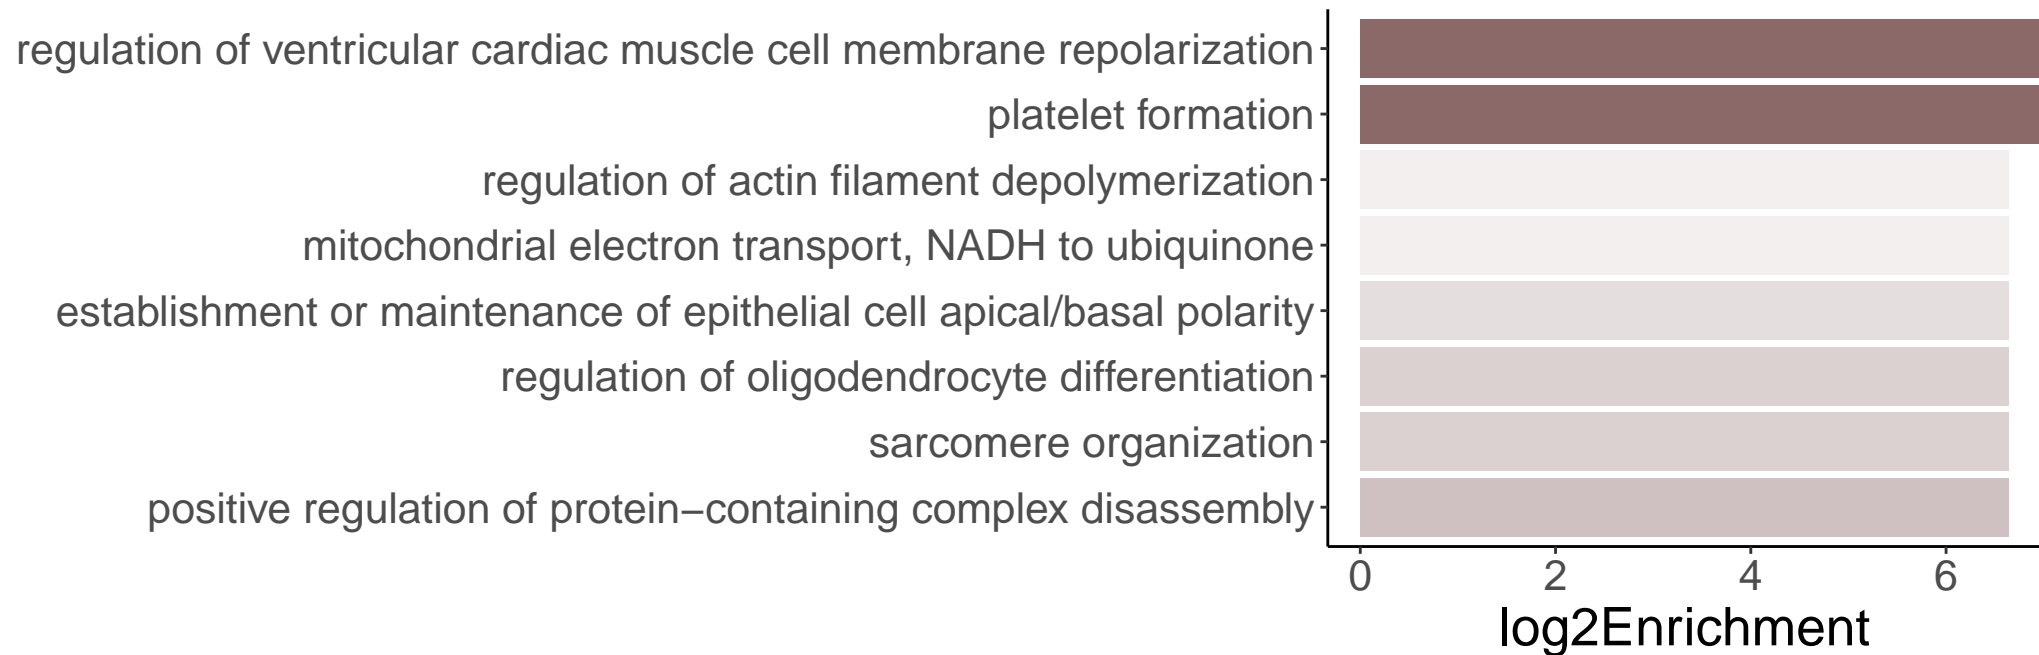 regulation of ventricular cardiac muscle cell membrane repolarization
platelet formation
regulation of actin filament depolymerization
mitochondrial electron transport, NADH to ubiquinone
establishment or maintenance of epithelial cell apical/basal polarity
regulation of oligodendrocyte differentiation
sarcomere organization
positive regulation of protein−containing complex disassembly
0 2 4 6
log2Enrichment